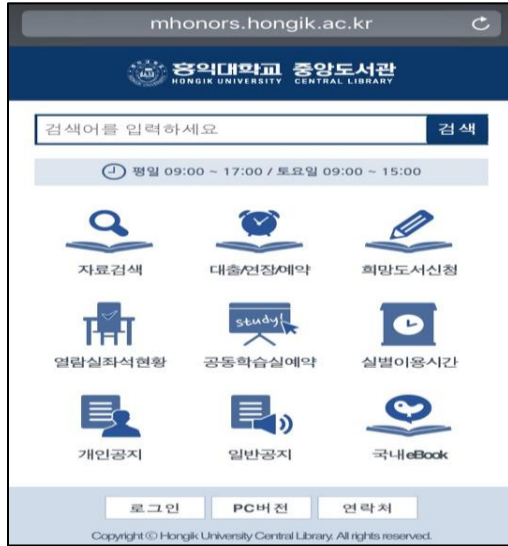 mhonors.hongik.ac.kr
홍익대학교 중앙도서관
HONGIK UNIVERSITY CENTRAL LIBRARY
검색어를 입력하세요 검색
평일 09:00 ~ 17:00 / 토요일 09:00 ~ 15:00
자료검색 대출/연장/예약 희망도서신청
study!
열람실좌석현황 공동학습실예약 실별이용시간
개인공지 일반공지 국내eBook
로그인 PC버전 연락처
Copyright ⓒ Hongik University Central Library. All rights reserved.